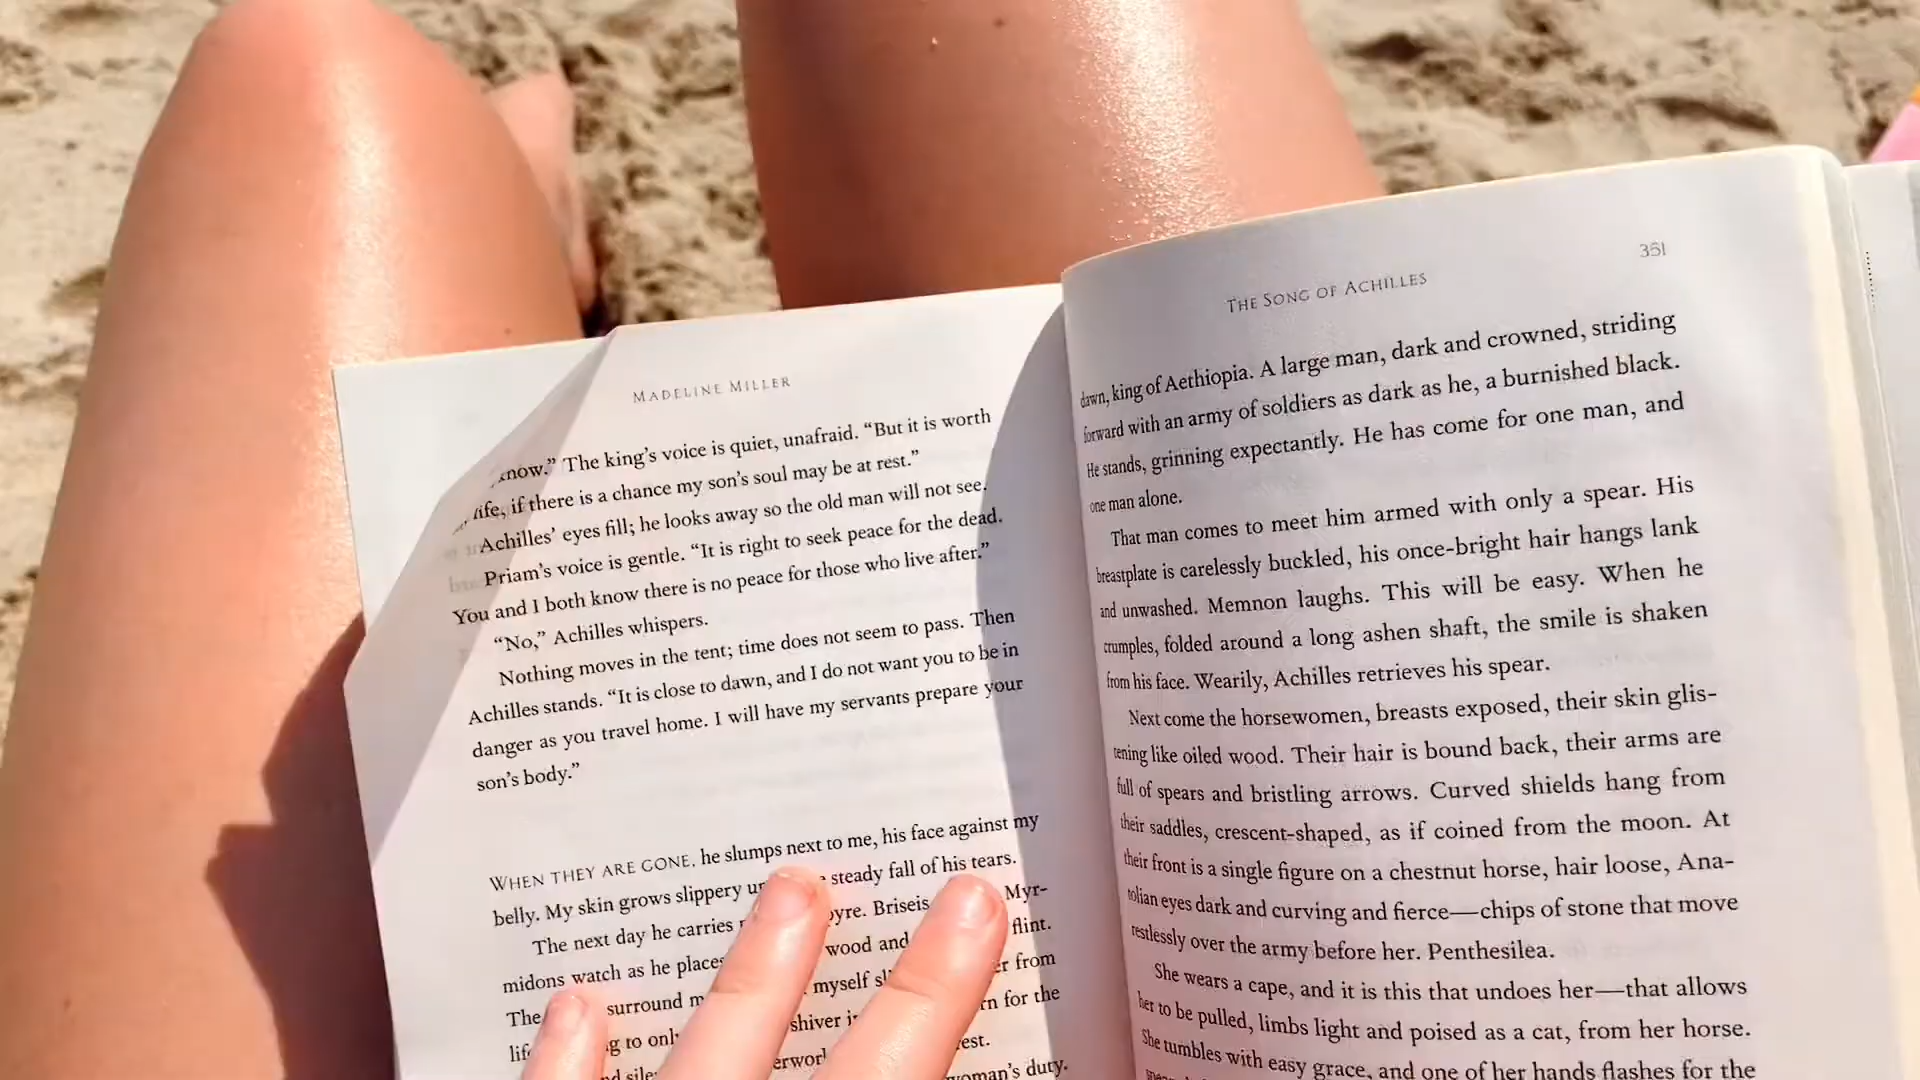 MADELINE MILLER
know.” The king’s voice is quiet, unafraid. “But it is worth
life, if there is a chance my son’s soul may be at rest.”
Achilles’ eyes fill; he looks away so the old man will not see.
Priam’s voice is gentle. “It is right to seek peace for the dead.
You and I both know there is no peace for those who live after.”
“No,” Achilles whispers.
Nothing moves in the tent; time does not seem to pass. Then
Achilles stands. “It is close to dawn, and I do not want you to be in
danger as you travel home. I will have my servants prepare your
son’s body.”
WHEN THEY ARE GONE, he slumps next to me, his face against my
belly. My skin grows slippery steady fall of his tears.
The next day he carries pyre. Briseis Myr-
midons watch as he places wood and flint.
The surround myself from
to only shiver for the
woman’s duty.
THE SONG OF ACHILLES
351
dawn, king of Aethiopia. A large man, dark and crowned, striding
forward with an army of soldiers as dark as he, a burnished black.
He stands, grinning expectantly. He has come for one man, and
one man alone.
That man comes to meet him armed with only a spear. His
breastplate is carelessly buckled, his once-bright hair hangs lank
and unwashed. Memnon laughs. This will be easy. When he
crumples, folded around a long ashen shaft, the smile is shaken
from his face. Wearily, Achilles retrieves his spear.
Next come the horsewomen, breasts exposed, their skin glis-
tening like oiled wood. Their hair is bound back, their arms are
full of spears and bristling arrows. Curved shields hang from
their saddles, crescent-shaped, as if coined from the moon. At
their front is a single figure on a chestnut horse, hair loose, Ana-
tolian eyes dark and curving and fierce—chips of stone that move
restlessly over the army before her. Penthesilea.
She wears a cape, and it is this that undoes her—that allows
her to be pulled, limbs light and poised as a cat, from her horse.
She tumbles with easy grace, and one of her hands flashes for the